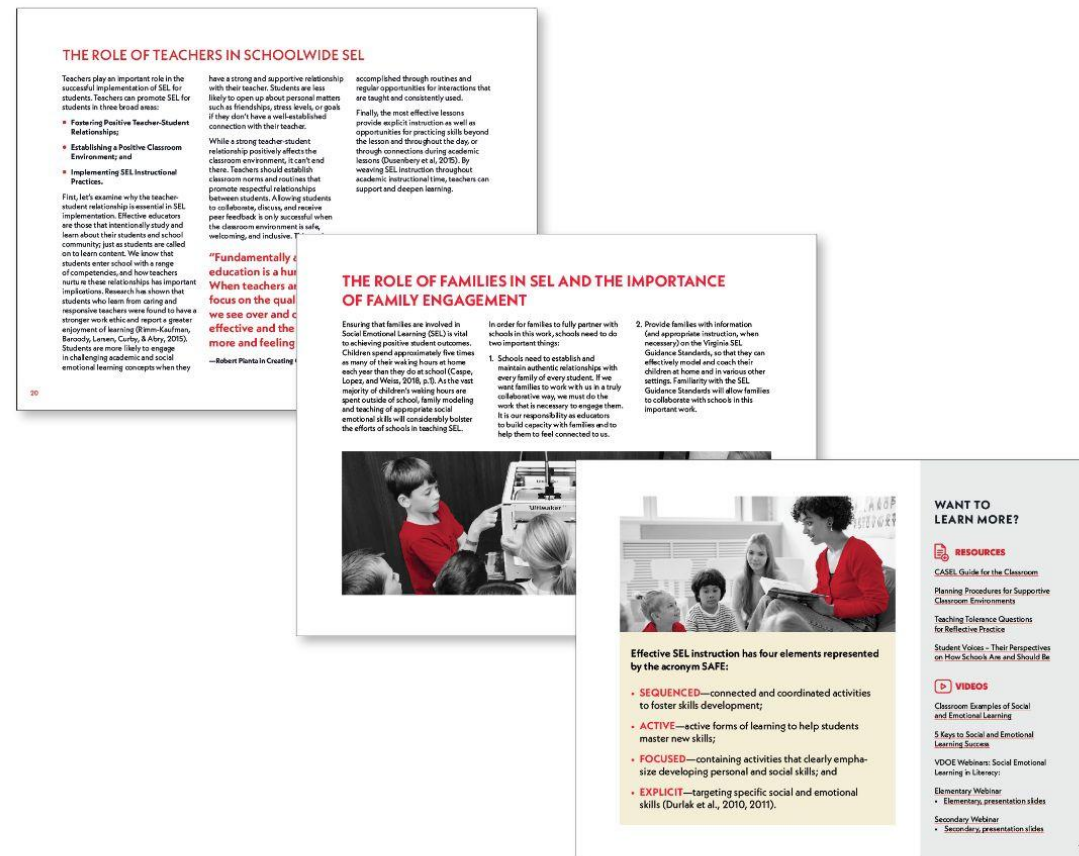 THE ROLE OF TEACHERS IN SCHOOLWIDE SEL
Teachers play an important role in the
successful implementation of SEL for
students. Teachers can promote SEL for
students in three broad areas:
• Fostering Positive Teacher-Student
Relationships;
• Establishing a Positive Classroom
Environment; and
• Implementing SEL Instructional
Practices.
First, let's examine why the teacher-
student relationship is essential in SEL
implementation. Effective educators
are those that intentionally study and
learn about their students and school
community; just as students are called
on to learn content. We know that
students enter school with a range
of competencies, and how teachers
nurture these relationships has important
implications. Research has shown that
students who learn from caring and
responsive teachers were found to have a
stronger work ethic and report a greater
enjoyment of learning (Rimm-Kaufman,
Baroody, Larsen, Curby, & Abry, 2015).
Students are more likely to engage
in challenging academic and social
emotional learning concepts when they
have a strong and supportive relationship
with their teacher. Students are less
likely to open up about personal matters
such as friendships, stress levels, or goals
if they don't have a well-established
connection with their teacher.
While a strong teacher-student
relationship positively affects the
classroom environment, it can't end
there. Teachers should establish
classroom norms and routines that
promote respectful relationships
between students. Allowing students
to collaborate, discuss, and receive
peer feedback is only successful when
the classroom environment is safe,
welcoming, and inclusive.
"Fundamentally
education is a
When teachers
focus on the
we see over and
effective and the
more and feeling
—Robert Pianta in Creating
accomplished through routines and
regular opportunities for interactions that
are taught and consistently used.
Finally, the most effective lessons
provide explicit instruction as well as
opportunities for practicing skills beyond
the lesson and throughout the day, or
through connections during academic
lessons (Dusenbery et al, 2015). By
weaving SEL instruction throughout
academic instructional time, teachers can
support and deepen learning.
20
THE ROLE OF FAMILIES IN SEL AND THE IMPORTANCE
OF FAMILY ENGAGEMENT
Ensuring that families are involved in
Social Emotional Learning (SEL) is vital
to achieving positive student outcomes.
Children spend approximately five times
as many of their waking hours at home
each year than they do at school (Caspe,
Lopez, and Weiss, 2018, p.1). As the vast
majority of children's waking hours are
spent outside of school, family modeling
and teaching of appropriate social
emotional skills will considerably bolster
the efforts of schools in teaching SEL.
In order for families to fully partner with
schools in this work, schools need to do
two important things:
1. Schools need to establish and
maintain authentic relationships with
every family of every student. If we
want families to work with us in a truly
collaborative way, we must do the
work that is necessary to engage them.
It is our responsibility as educators
to build capacity with families and to
help them to feel connected to us.
2. Provide families with information
(and appropriate instruction, when
necessary) on the Virginia SEL
Guidance Standards, so that they can
effectively model and coach their
children at home and in various other
settings. Familiarity with the SEL
Guidance Standards will allow families
to collaborate with schools in this
important work.
Ultimaker
Effective SEL instruction has four elements represented
by the acronym SAFE:
• SEQUENCED—connected and coordinated activities
to foster skills development;
• ACTIVE—active forms of learning to help students
master new skills;
• FOCUSED—containing activities that clearly empha-
size developing personal and social skills; and
• EXPLICIT—targeting specific social and emotional
skills (Durlak et al., 2010, 2011).
WANT TO
LEARN MORE?
RESOURCES
CASEL Guide for the Classroom
Planning Procedures for Supportive
Classroom Environments
Teaching Tolerance Questions
for Reflective Practice
Student Voices – Their Perspectives
on How Schools Are and Should Be
VIDEOS
Classroom Examples of Social
and Emotional Learning
5 Keys to Social and Emotional
Learning Success
VDOE Webinars: Social Emotional
Learning in Literacy:
Elementary Webinar
• Elementary, presentation slides
Secondary Webinar
• Secondary, presentation slides